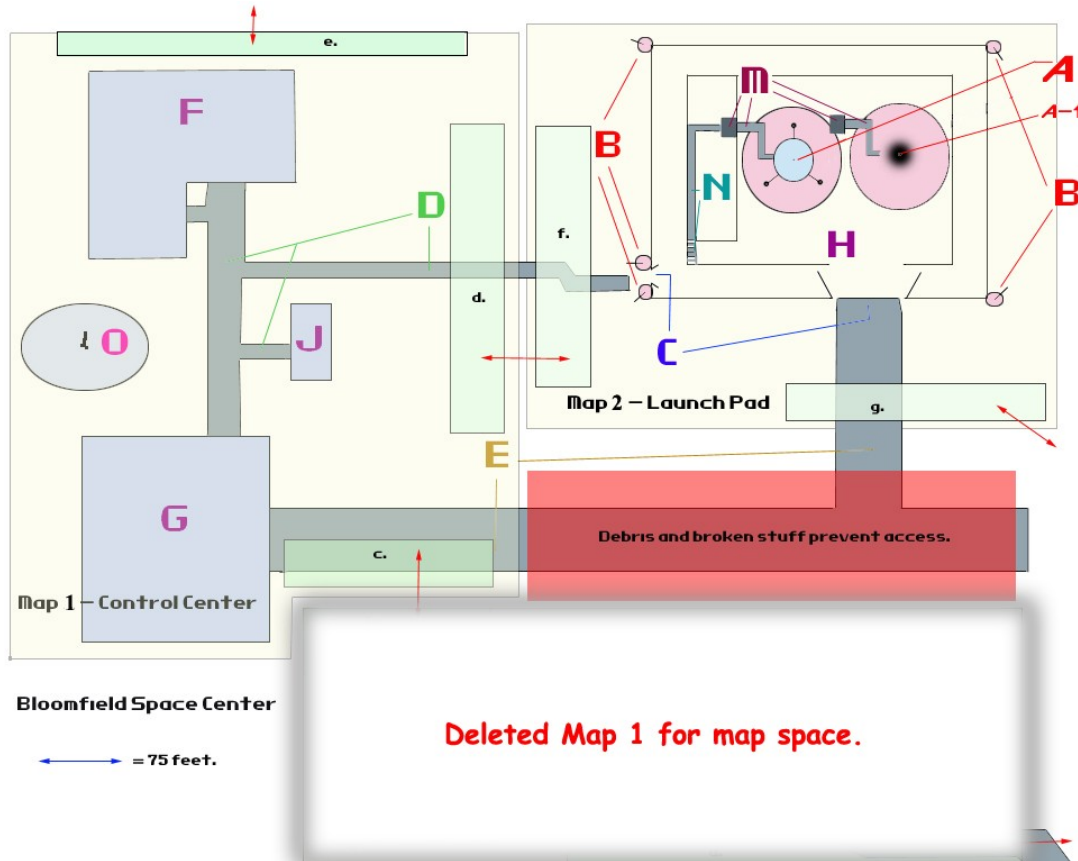 e.
F
M
A
A-1
B
B
D
N
f.
H
d.
O
J
C
Map 2 – Launch Pad
g.
E
G
Debris and broken stuff prevent access.
c.
Map 1 – Control Center
Bloomfield Space Center
Deleted Map 1 for map space.
= 75 feet.